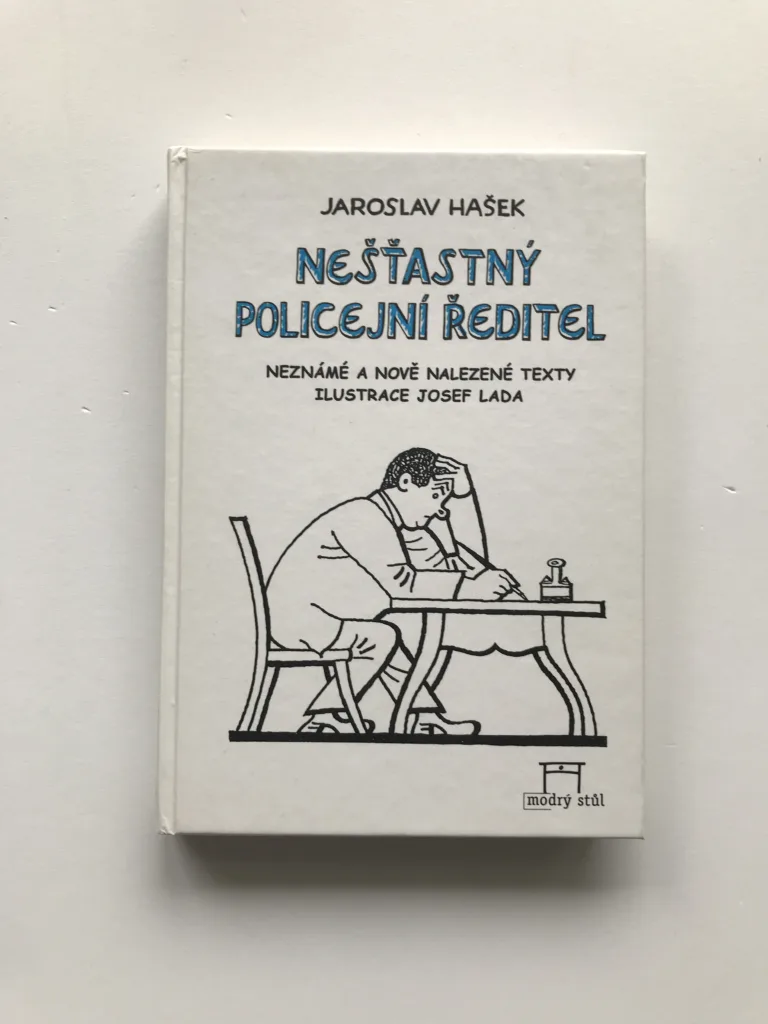 JAROSLAV HAŠEK
NEŠŤASTNÝ
POLICEJNÍ ŘEDITEL
NEZNÁMÉ A NOVĚ NALEZENÉ TEXTY
ILUSTRACE JOSEF LADA
modrý stůl